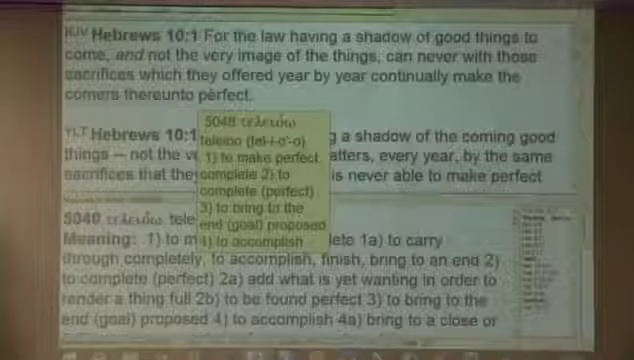 KJV Hebrews 10:1 For the law having a shadow of good things to
come, and not the very image of the things, can never with those
sacrifices which they offered year by year continually make the
comers thereunto perfect.
YLT Hebrews 10:1 g a shadow of the coming good
things – not the ve atters, every year, by the same
sacrifices that they is never able to make perfect
5048 τελειόω
teleioo (tel-i-o'-o)
1) to make perfect,
complete 2) to
complete (perfect)
3) to bring to the
end (goal) proposed
4) to accomplish
5048 τελειόω tele
Meaning: 1) to m lete 1a) to carry
through completely, to accomplish, finish, bring to an end 2)
to complete (perfect) 2a) add what is yet wanting in order to
render a thing full 2b) to be found perfect 3) to bring to the
end (goal) proposed 4) to accomplish 4a) bring to a close or